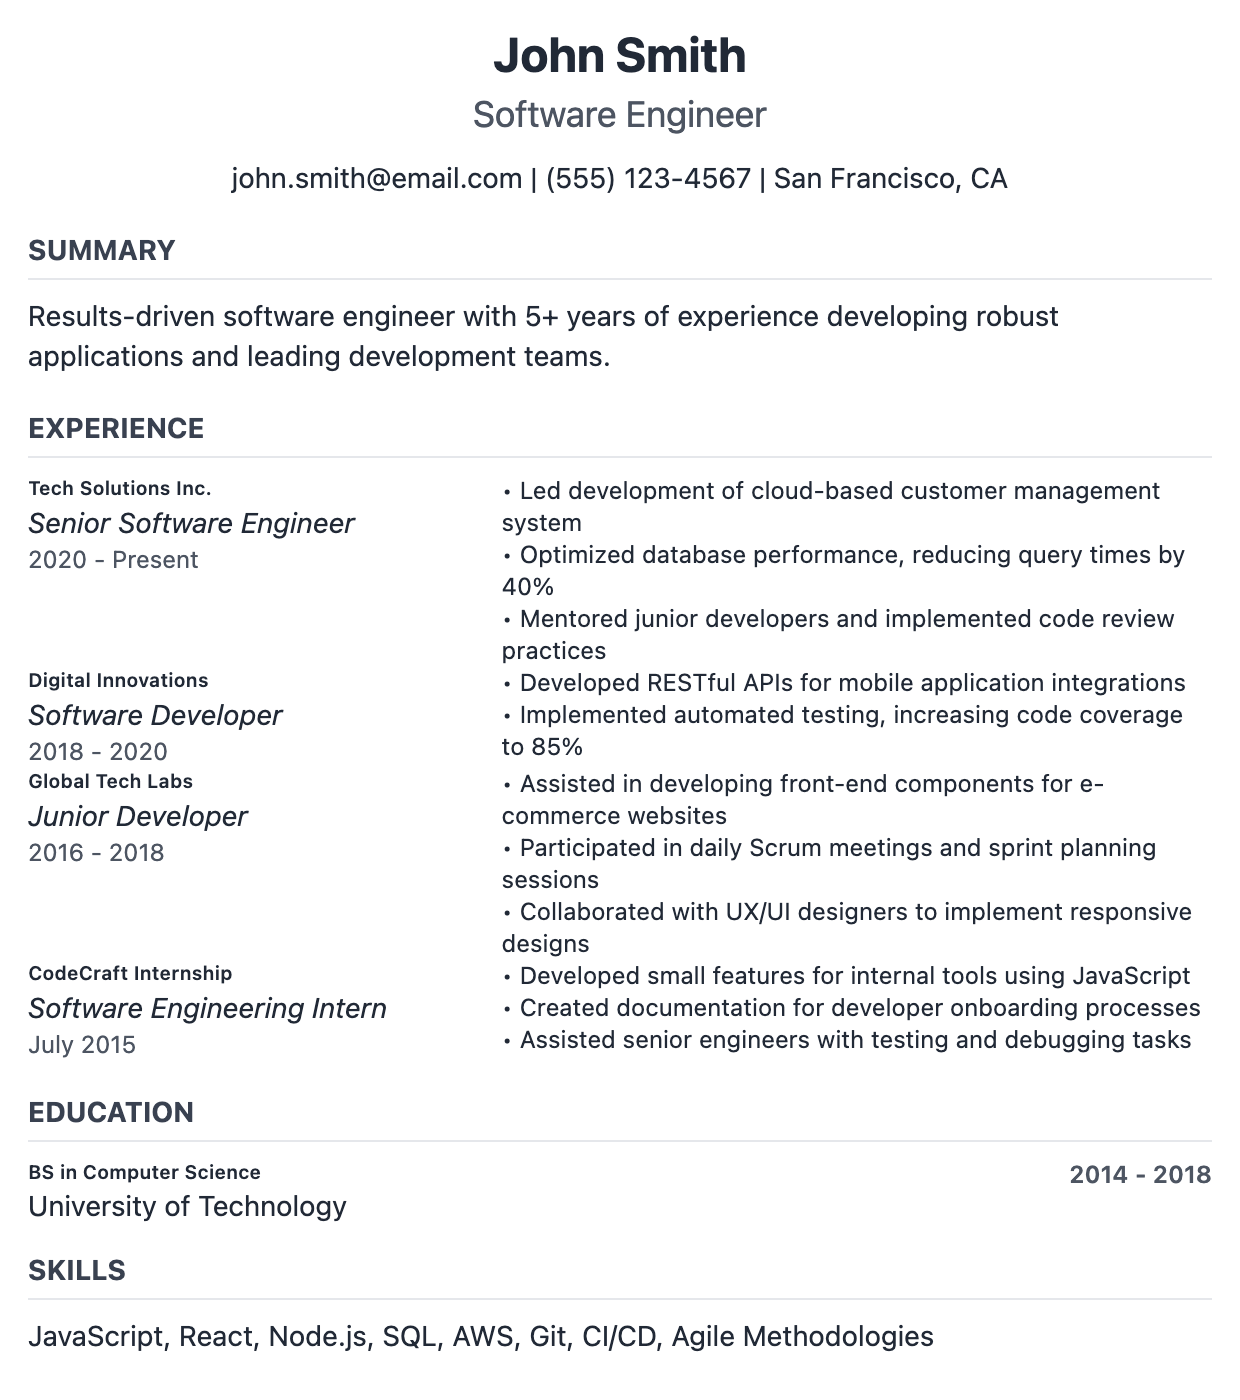 John Smith
Software Engineer
john.smith@email.com | (555) 123-4567 | San Francisco, CA
SUMMARY
Results-driven software engineer with 5+ years of experience developing robust
applications and leading development teams.
EXPERIENCE
Tech Solutions Inc.
Senior Software Engineer
2020 - Present
• Led development of cloud-based customer management
system
• Optimized database performance, reducing query times by
40%
• Mentored junior developers and implemented code review
practices
Digital Innovations
Software Developer
2018 - 2020
• Developed RESTful APIs for mobile application integrations
• Implemented automated testing, increasing code coverage
to 85%
Global Tech Labs
Junior Developer
2016 - 2018
• Assisted in developing front-end components for e-
commerce websites
• Participated in daily Scrum meetings and sprint planning
sessions
• Collaborated with UX/UI designers to implement responsive
designs
CodeCraft Internship
Software Engineering Intern
July 2015
• Developed small features for internal tools using JavaScript
• Created documentation for developer onboarding processes
• Assisted senior engineers with testing and debugging tasks
EDUCATION
BS in Computer Science
2014 - 2018
University of Technology
SKILLS
JavaScript, React, Node.js, SQL, AWS, Git, CI/CD, Agile Methodologies